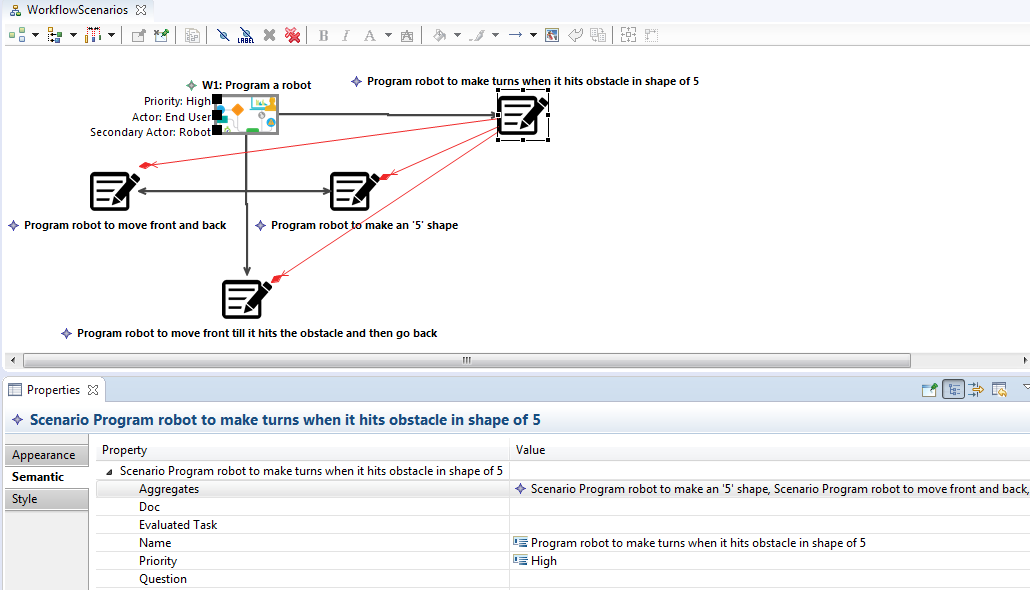 WorkflowScenarios
LABEL
B I A A
W1: Program a robot
Program robot to make turns when it hits obstacle in shape of 5
Priority: High
Actor: End User
Secondary Actor: Robot
Program robot to move front and back
Program robot to make an '5' shape
Program robot to move front till it hits the obstacle and then go back
Properties
Scenario Program robot to make turns when it hits obstacle in shape of 5
Appearance
Semantic
Style
Property Value
Scenario Program robot to make turns when it hits obstacle in shape of 5
Aggregates Scenario Program robot to make an '5' shape, Scenario Program robot to move front and back,
Doc
Evaluated Task
Name Program robot to make turns when it hits obstacle in shape of 5
Priority High
Question